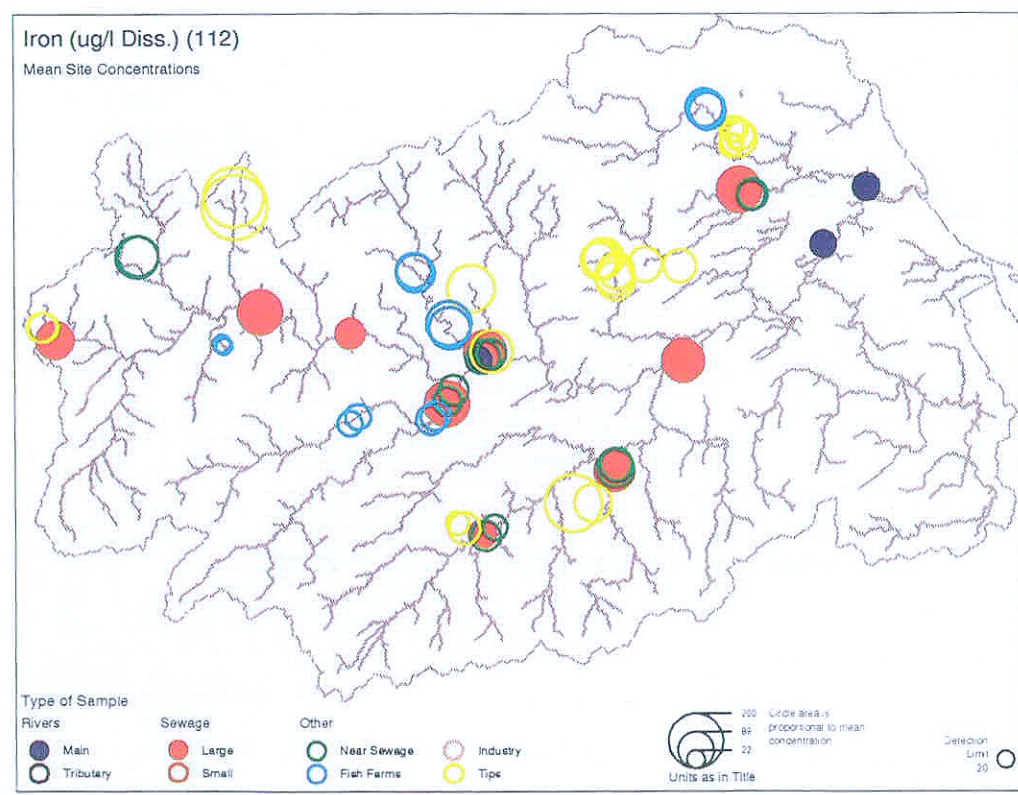 Iron (ug/l Diss.) (112)
Mean Site Concentrations
Type of Sample
Rivers
Main
Tributary
Sewage
Large
Small
Other
Near Sewage
Fish Farms
Industry
Tips
200
89
22
Circle area is
proportional to mean
concentration
Units as in Title
Detection
Limit
20